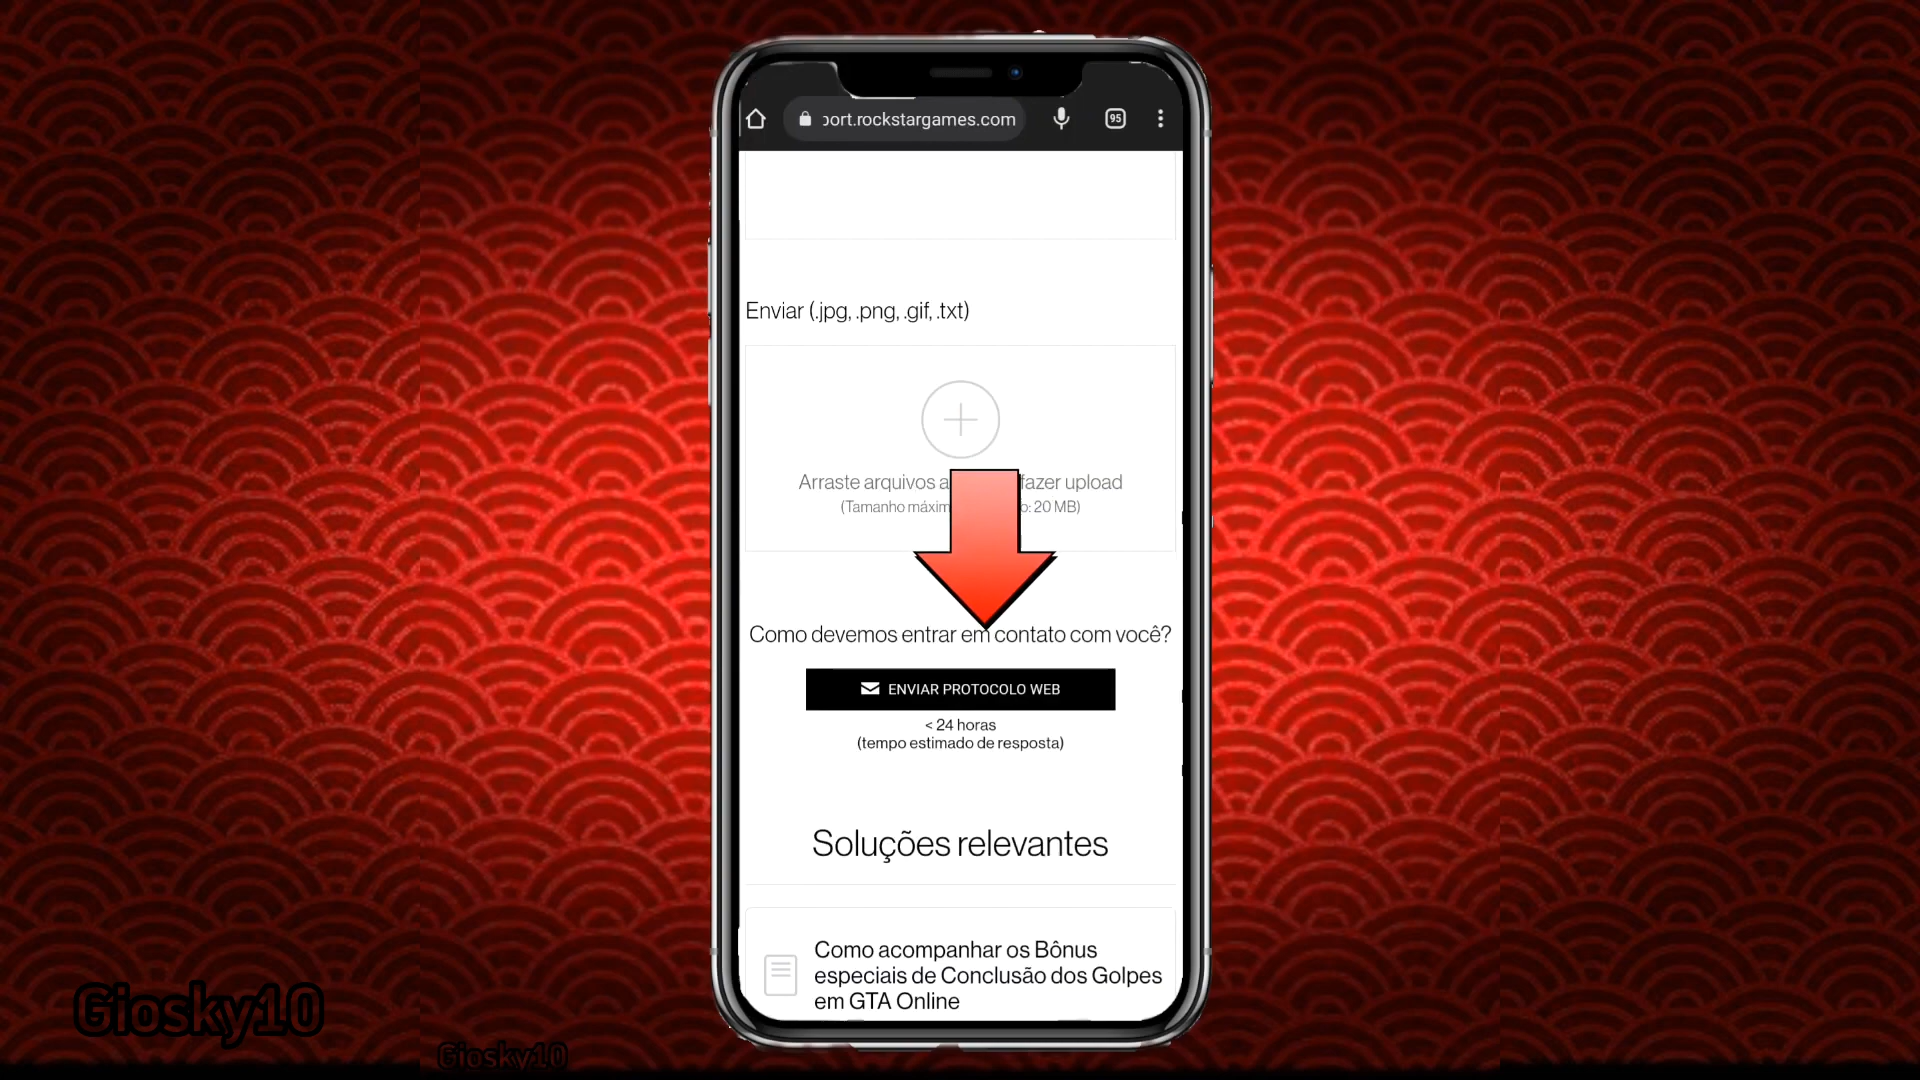 port.rockstargames.com
95
Enviar (.jpg, .png, .gif, .txt)
Arraste arquivos a fazer upload
(Tamanho máxim o: 20 MB)
Como devemos entrar em contato com você?
ENVIAR PROTOCOLO WEB
< 24 horas
(tempo estimado de resposta)
Soluções relevantes
Como acompanhar os Bônus
especiais de Conclusão dos Golpes
em GTA Online
Giosky10
Giosky10